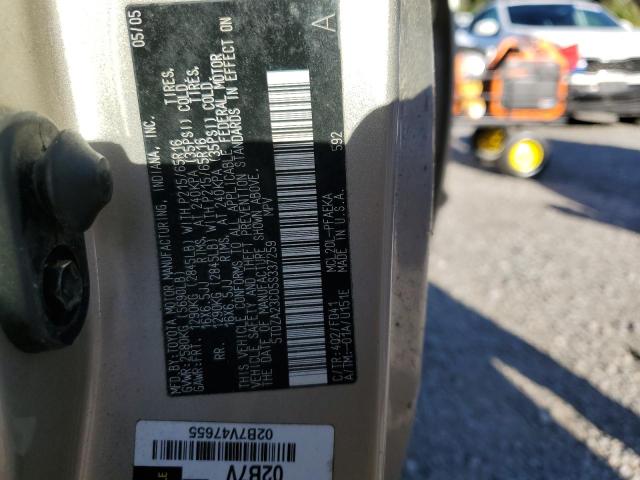 MFD.BY:TOYOTA MOTOR MANUFACTURING, INDIANA, INC. 05/05
GVWR:2580KG (5690LB)
GAWR:FRT. 1290KG (2845LB) WITH P215/65R16 TIRES,
16X6.5JJ RIMS, AT 240KPA (35PSI) COLD
RR. 1290KG (2845LB) WITH P215/65R16 TIRES,
16X6.5JJ RIMS, AT 240KPA (35PSI) COLD
THIS VEHICLE CONFORMS TO ALL APPLICABLE FEDERAL MOTOR
VEHICLE SAFETY AND THEFT PREVENTION STANDARDS IN EFFECT ON
THE DATE OF MANUFACTURE SHOWN ABOVE.
5TDZA23C05S337259 MPV
A
C/TR:4Q2/FQ41 MCL20L-PFAEKA
A/TM:-01A/U151E MADE IN U.S.A. 592
02B7V47655
02B7V